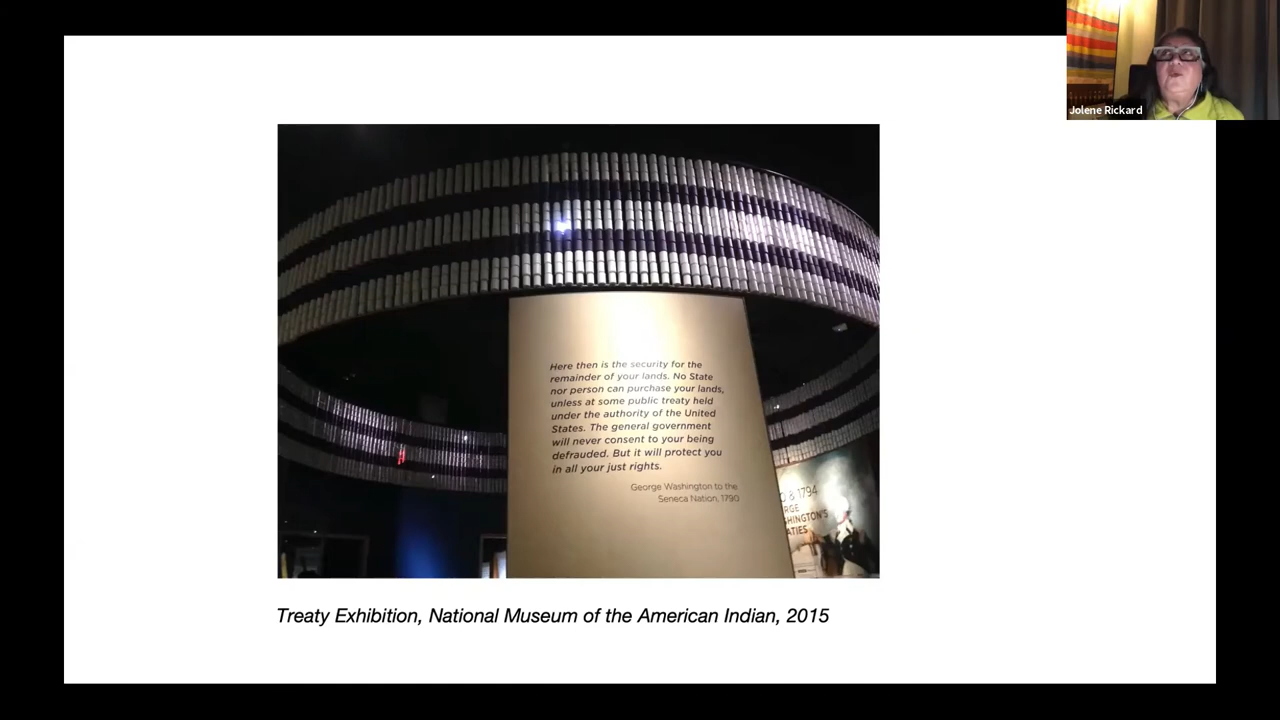 Jolene Rickard
Here then is the security for the
remainder of your lands. No State
nor person can purchase your lands,
unless at some public treaty held
under the authority of the United
States. The general government
will never consent to your being
defrauded. But it will protect you
in all your just rights.
George Washington to the
Seneca Nation, 1790
& 1794
Treaty Exhibition, National Museum of the American Indian, 2015